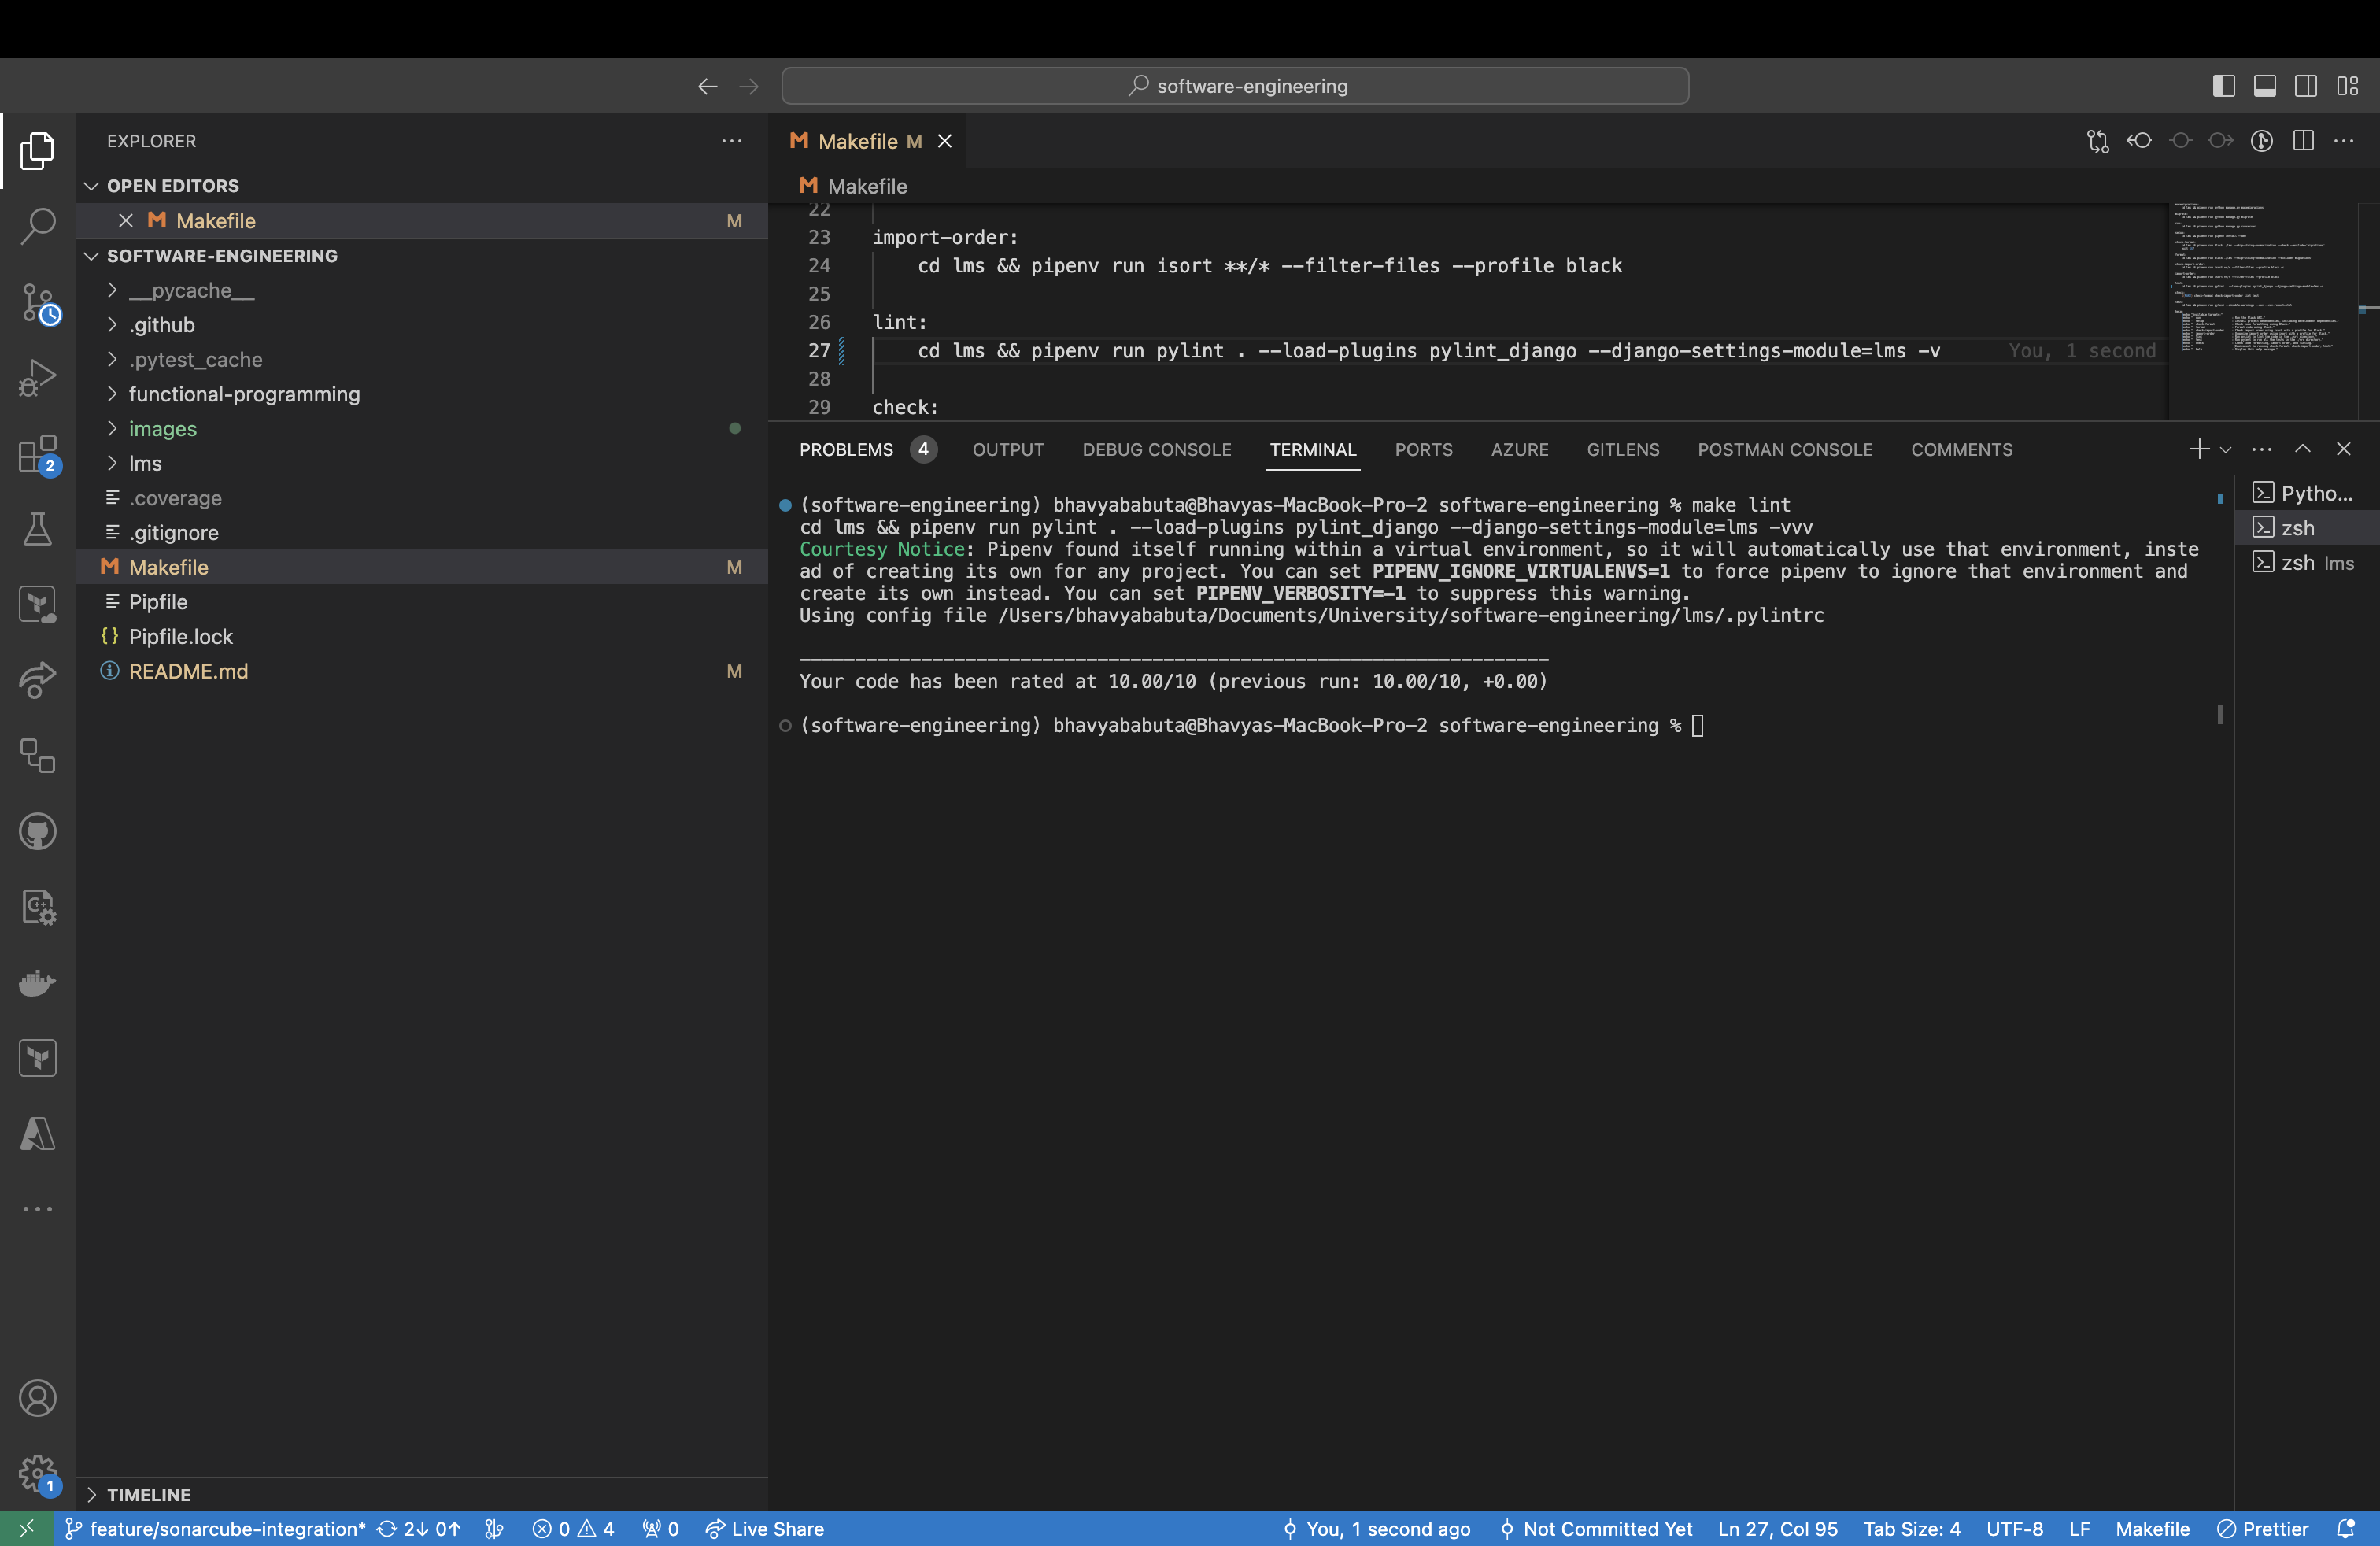 software-engineering
EXPLORER
OPEN EDITORS
Makefile M
SOFTWARE-ENGINEERING
__pycache__
.github
.pytest_cache
functional-programming
images
lms
.coverage
.gitignore
Makefile M
Pipfile
{} Pipfile.lock
README.md M
TIMELINE
2
1
M Makefile M
M Makefile
22
23 import-order:
24 cd lms && pipenv run isort **/* --filter-files --profile black
25
26 lint:
27 cd lms && pipenv run pylint . --load-plugins pylint_django --django-settings-module=lms -v You, 1 second
28
29 check:
PROBLEMS 4 OUTPUT DEBUG CONSOLE TERMINAL PORTS AZURE GITLENS POSTMAN CONSOLE COMMENTS
(software-engineering) bhavyababuta@Bhavyas-MacBook-Pro-2 software-engineering % make lint
cd lms && pipenv run pylint . --load-plugins pylint_django --django-settings-module=lms -vvv
Courtesy Notice: Pipenv found itself running within a virtual environment, so it will automatically use that environment, inste
ad of creating its own for any project. You can set PIPENV_IGNORE_VIRTUALENVS=1 to force pipenv to ignore that environment and
create its own instead. You can set PIPENV_VERBOSITY=-1 to suppress this warning.
Using config file /Users/bhavyababuta/Documents/University/software-engineering/lms/.pylintrc
--------------------------------------------------------------------
Your code has been rated at 10.00/10 (previous run: 10.00/10, +0.00)
(software-engineering) bhavyababuta@Bhavyas-MacBook-Pro-2 software-engineering %
Pytho...
zsh
zsh lms
feature/sonarcube-integration* 2↓ 0↑ 0 4 0 Live Share You, 1 second ago Not Committed Yet Ln 27, Col 95 Tab Size: 4 UTF-8 LF Makefile Prettier